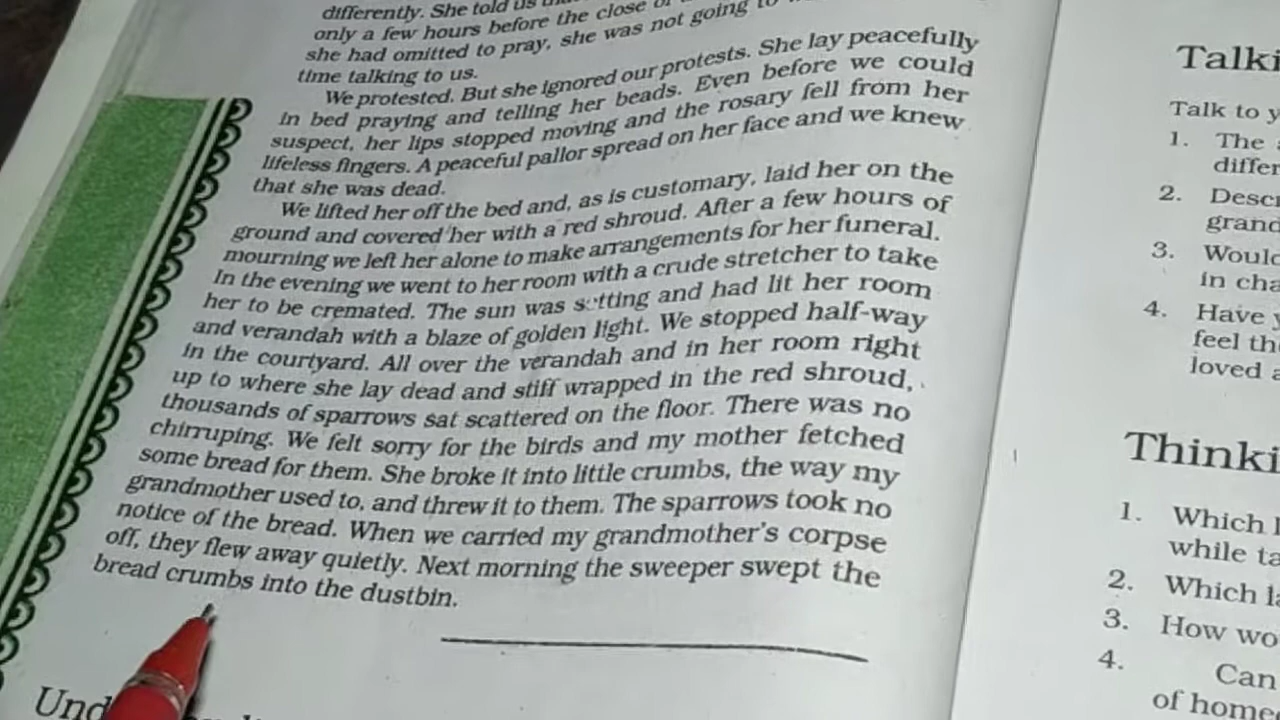 differently. She told us
only a few hours before the close of
she had omitted to pray, she was not going to
time talking to us.
We protested. But she ignored our protests. She lay peacefully
in bed praying and telling her beads. Even before we could
suspect, her lips stopped moving and the rosary fell from her
lifeless fingers. A peaceful pallor spread on her face and we knew
that she was dead.
We lifted her off the bed and, as is customary, laid her on the
ground and covered her with a red shroud. After a few hours of
mourning we left her alone to make arrangements for her funeral.
In the evening we went to her room with a crude stretcher to take
her to be cremated. The sun was setting and had lit her room
and verandah with a blaze of golden light. We stopped half-way
in the courtyard. All over the verandah and in her room right
up to where she lay dead and stiff wrapped in the red shroud,
thousands of sparrows sat scattered on the floor. There was no
chirruping. We felt sorry for the birds and my mother fetched
some bread for them. She broke it into little crumbs, the way my
grandmother used to, and threw it to them. The sparrows took no
notice of the bread. When we carried my grandmother's corpse
off, they flew away quietly. Next morning the sweeper swept the
bread crumbs into the dustbin.
Talki
Talk to y
1. The
differ
2. Descr
grand
3. Would
in cha
4. Have y
feel th
loved a
Thinki
1. Which
while ta
2. Which la
3. How wo
4. Can
of home